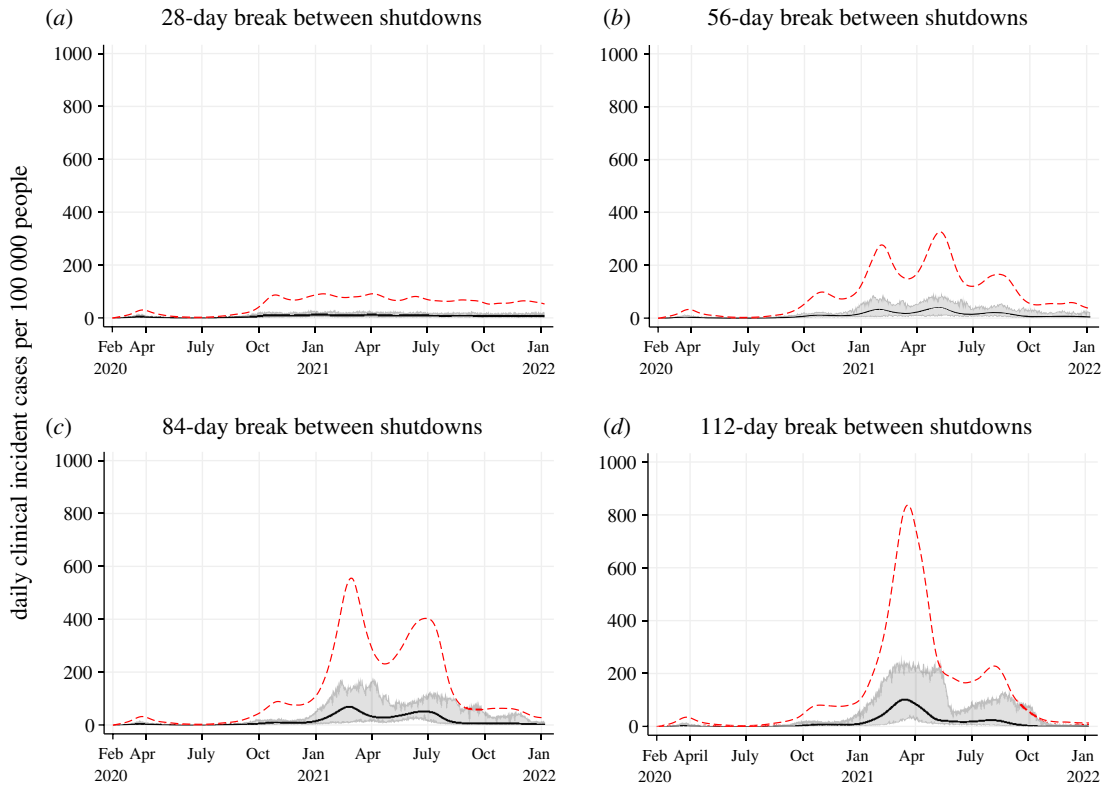 (a) 28-day break between shutdowns
1000
800
600
400
200
0
Feb Apr July Oct Jan Apr July Oct Jan
2020 2021 2022
(b) 56-day break between shutdowns
1000
800
600
400
200
0
Feb Apr July Oct Jan Apr July Oct Jan
2020 2021 2022
daily clinical incident cases per 100 000 people
(c) 84-day break between shutdowns
1000
800
600
400
200
0
Feb Apr July Oct Jan Apr July Oct Jan
2020 2021 2022
(d) 112-day break between shutdowns
1000
800
600
400
200
0
Feb April July Oct Jan Apr July Oct Jan
2020 2021 2022